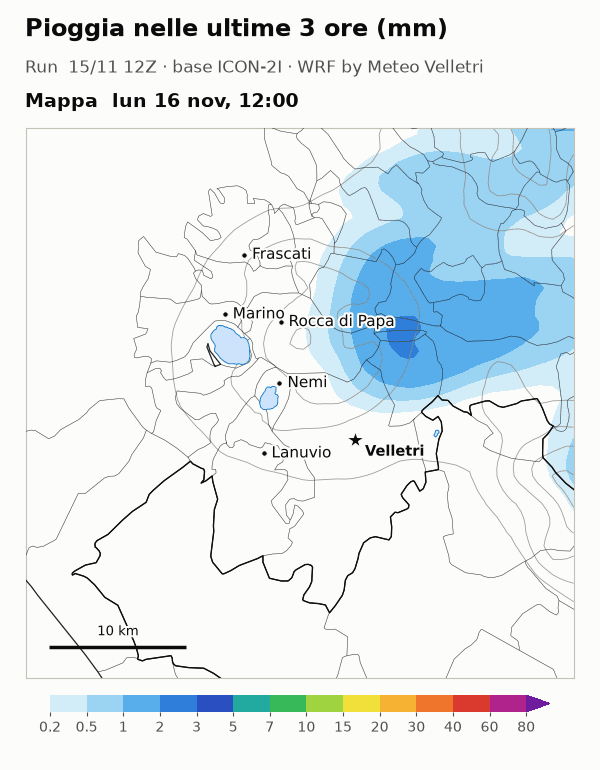 Pioggia nelle ultime 3 ore (mm)
Run  15/11 12Z · base ICON-2I · WRF by Meteo Velletri
Mappa  lun 16 nov, 12:00
Frascati
Marino
Rocca di Papa
Nemi
Velletri
Lanuvio
10 km
0.2 0.5 1 2 3 5 7 10 15 20 30 40 60 80